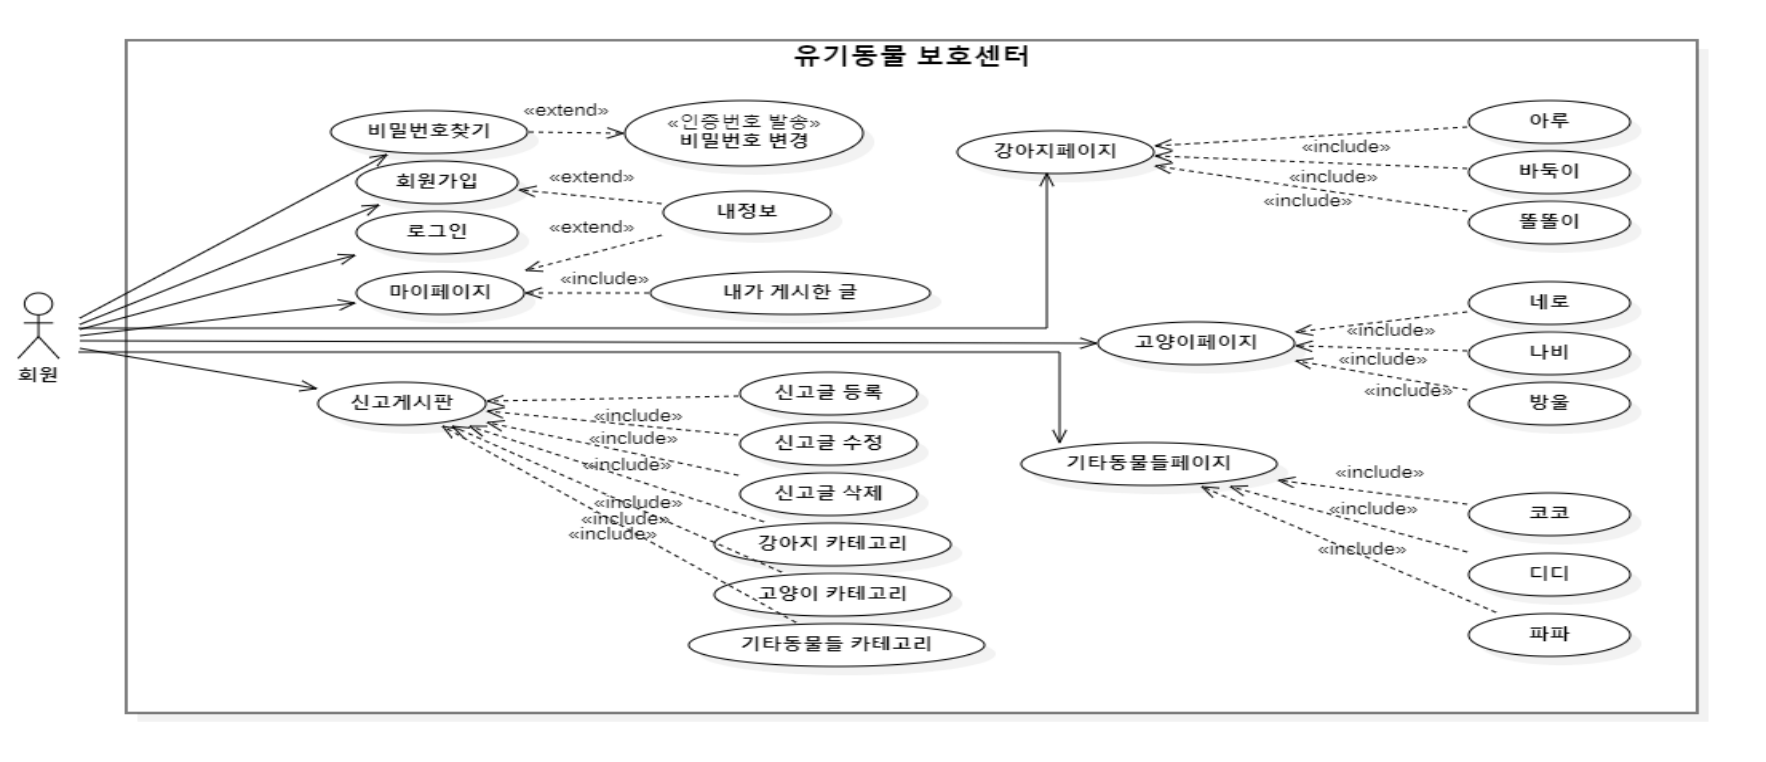 유기동물 보호센터
회원
비밀번호찾기
«extend»
«인증번호 발송»
비밀번호 변경
회원가입
«extend»
내정보
로그인
«extend»
마이페이지
«include»
내가 게시한 글
신고게시판
신고글 등록
«include»
신고글 수정
«include»
신고글 삭제
«include»
강아지 카테고리
«include»
고양이 카테고리
«include»
기타동물들 카테고리
«include»
강아지페이지
아루
«include»
바둑이
«include»
똘똘이
«include»
고양이페이지
네로
«include»
나비
«include»
방울
«include»
기타동물들페이지
«include»
코코
«include»
디디
«include»
파파